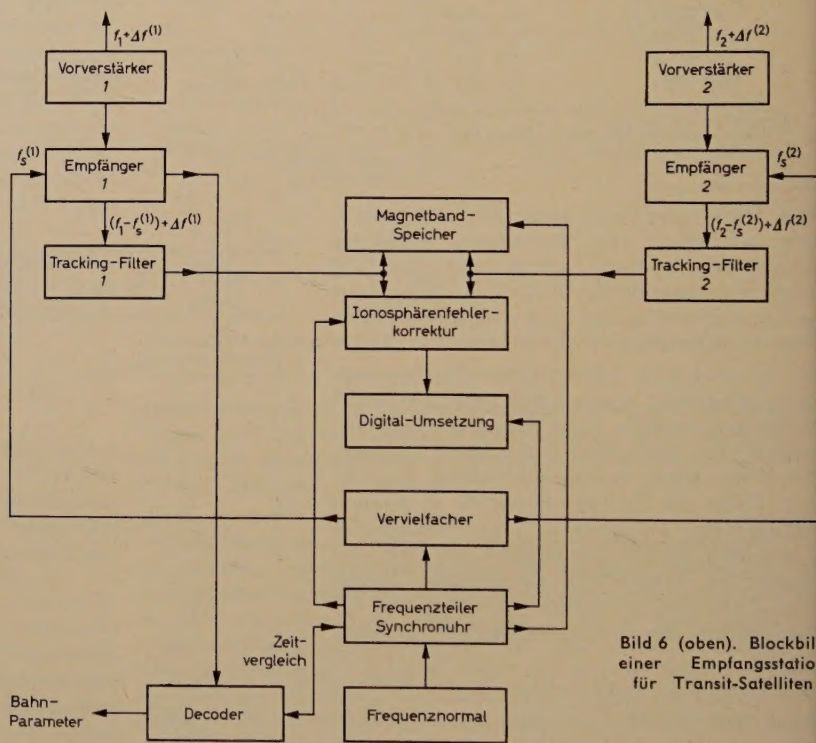 f₁+Δf⁽¹⁾
Vorverstärker
1
f_s⁽¹⁾
Empfänger
1
(f₁−f_s⁽¹⁾)+Δf⁽¹⁾
Tracking-Filter
1
f₂+Δf⁽²⁾
Vorverstärker
2
f_s⁽²⁾
Empfänger
2
(f₂−f_s⁽²⁾)+Δf⁽²⁾
Tracking-Filter
2
Magnetband-
Speicher
Ionosphärenfehler-
korrektur
Digital-Umsetzung
Vervielfacher
Frequenzteiler
Synchronuhr
Zeit-
vergleich
Bahn-
Parameter
Decoder
Frequenznormal
Bild 6 (oben). Blockbil
einer Empfangsstatio
für Transit-Satelliten